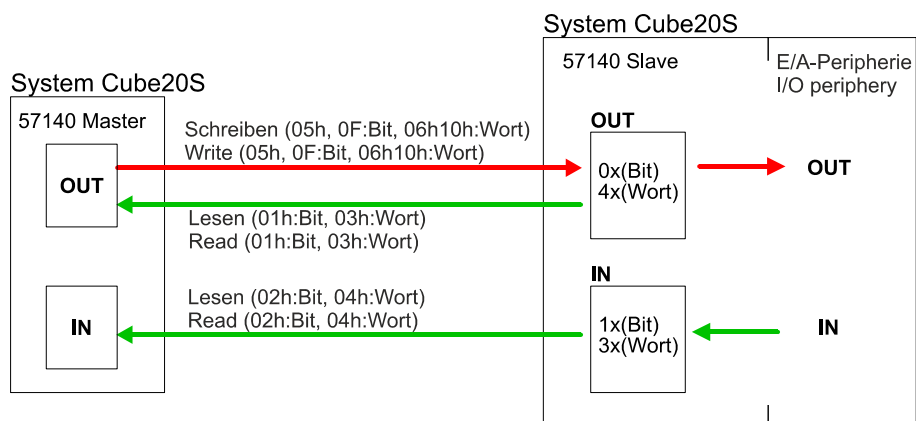 System Cube20S
57140 Slave
E/A-Peripherie
I/O periphery
System Cube20S
57140 Master
Schreiben (05h, 0F:Bit, 06h10h:Wort)
Write (05h, 0F:Bit, 06h10h:Wort)
OUT
OUT
0x(Bit)
4x(Wort)
OUT
Lesen (01h:Bit, 03h:Wort)
Read (01h:Bit, 03h:Wort)
IN
Lesen (02h:Bit, 04h:Wort)
Read (02h:Bit, 04h:Wort)
IN
1x(Bit)
3x(Wort)
IN